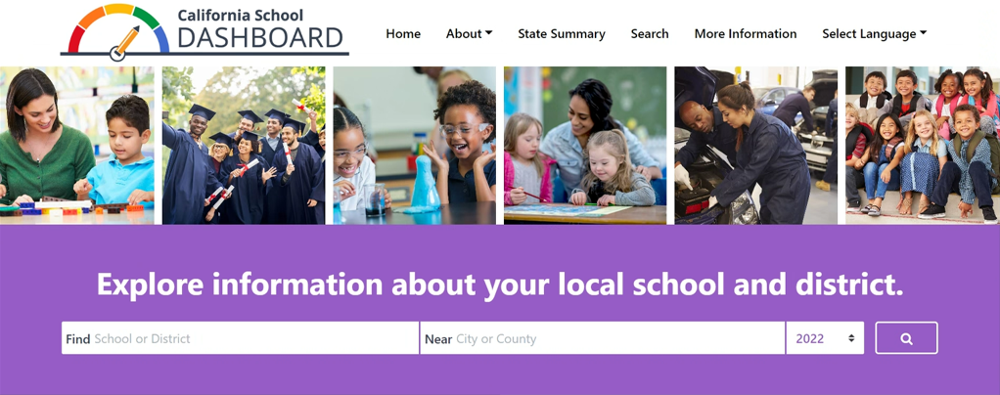 California School
DASHBOARD
Home About State Summary Search More Information Select Language
Explore information about your local school and district.
Find School or District Near City or County 2022